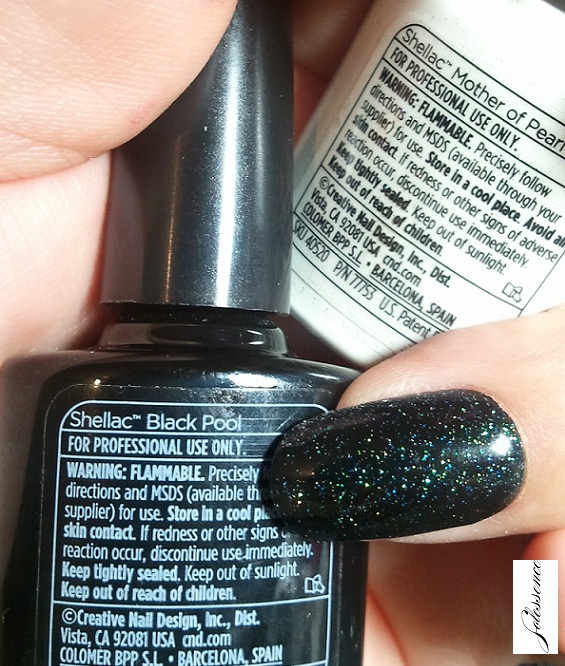 Shellac™ Mother of Pearl
FOR PROFESSIONAL USE ONLY.
WARNING: FLAMMABLE. Precisely follow
directions and MSDS (available through your
supplier) for use. Store in a cool place. Avoid all
skin contact. If redness or other signs of adverse
reaction occur, discontinue use immediately.
Keep tightly sealed. Keep out of sunlight.
Keep out of reach of children.
©Creative Nail Design, Inc., Dist.
Vista, CA 92081 USA cnd.com
COLOMER BPP S.L. • BARCELONA, SPAIN
SKU 40520 P/N 77753 U.S. Patent
Shellac™ Black Pool
FOR PROFESSIONAL USE ONLY.
WARNING: FLAMMABLE. Precisely
directions and MSDS (available th
supplier) for use. Store in a cool pl
skin contact. If redness or other signs
reaction occur, discontinue use immediately.
Keep tightly sealed. Keep out of sunlight.
Keep out of reach of children.
©Creative Nail Design, Inc., Dist.
Vista, CA 92081 USA cnd.com
COLOMER BPP S.L. • BARCELONA, SPAIN